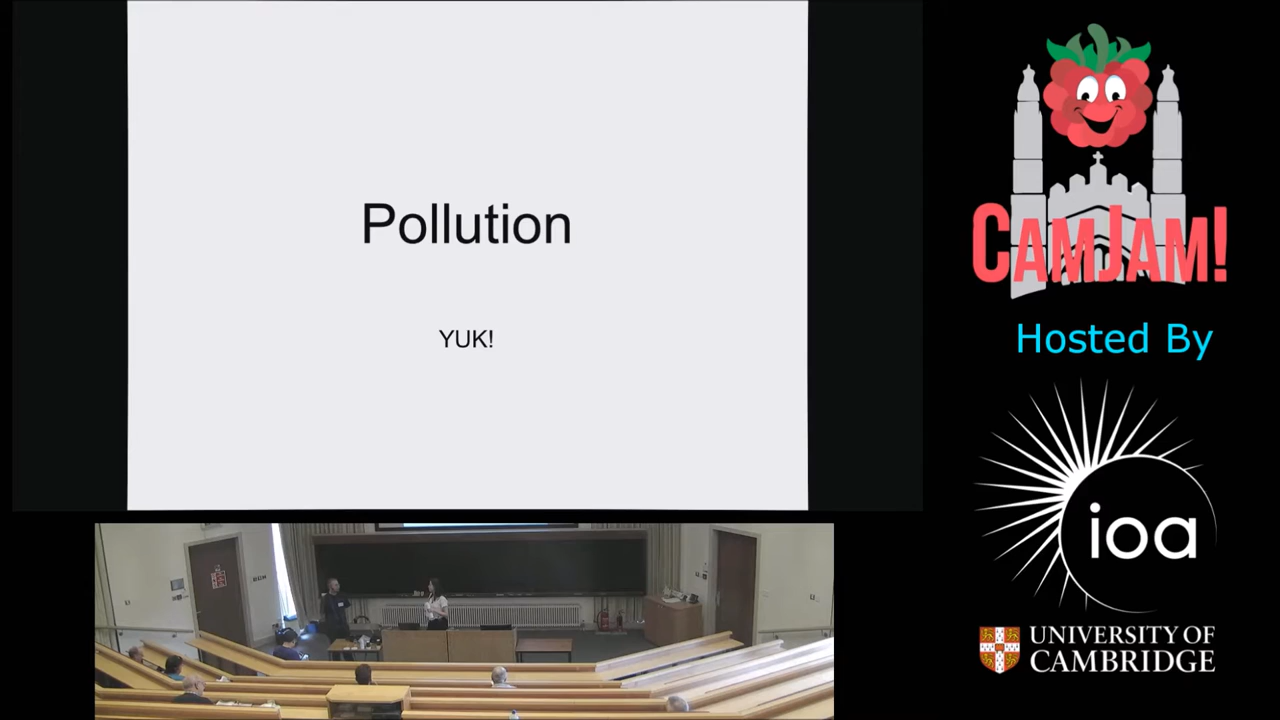 Pollution
YUK!
CAMJAM!
Hosted By
ioa
UNIVERSITY OF
CAMBRIDGE